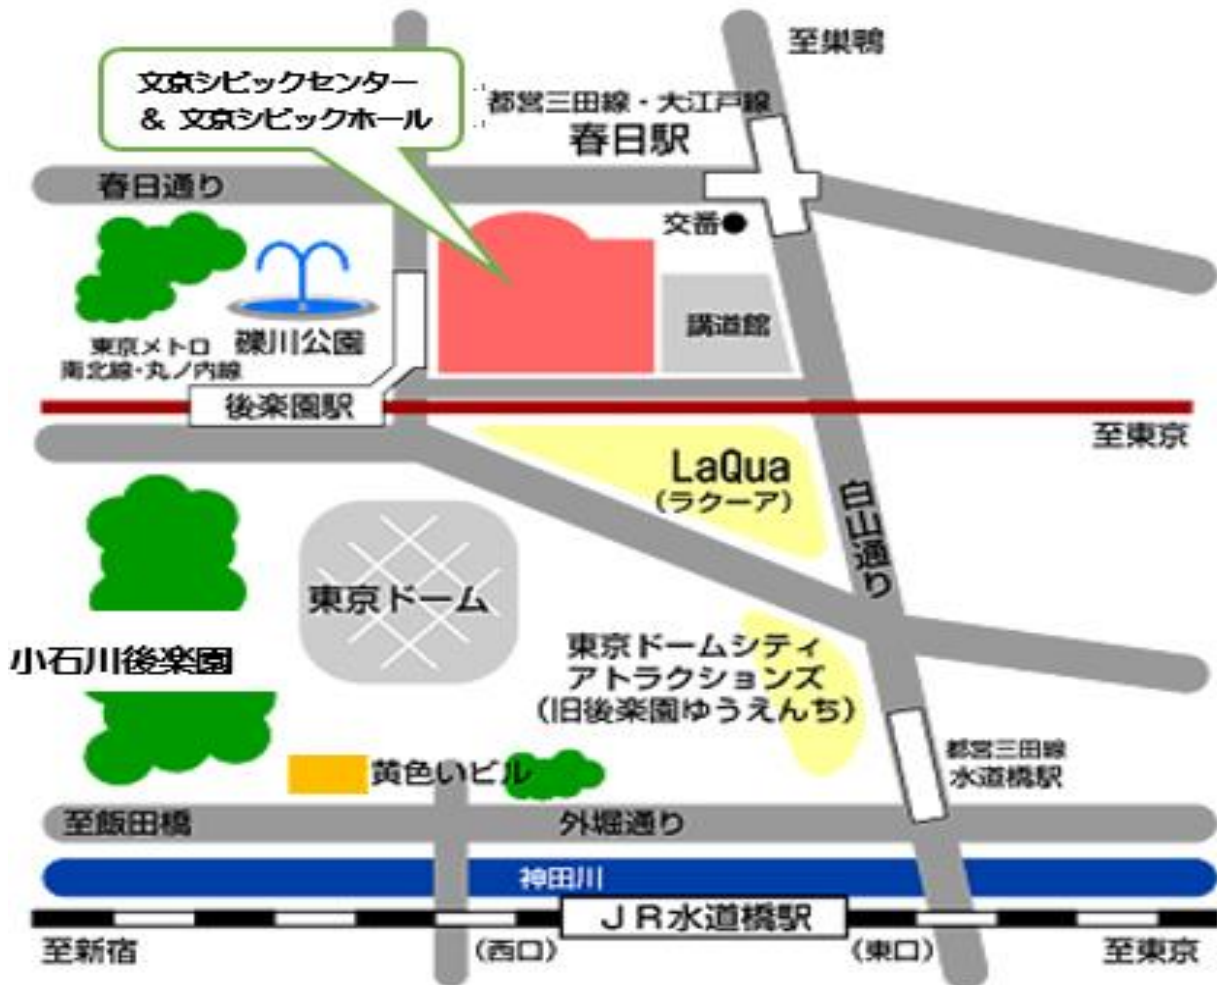 至巣鴨
文京シビックセンター
& 文京シビックホール
都営三田線・大江戸線
春日駅
春日通り
交番●
講道館
東京メトロ
南北線・丸ノ内線
礫川公園
後楽園駅
至東京
LaQua
(ラクーア)
白山通り
東京ドーム
小石川後楽園
東京ドームシティ
アトラクションズ
(旧後楽園ゆうえんち)
都営三田線
水道橋駅
黄色いビル
至飯田橋
外堀通り
神田川
JR水道橋駅
至新宿
(西口)
(東口)
至東京